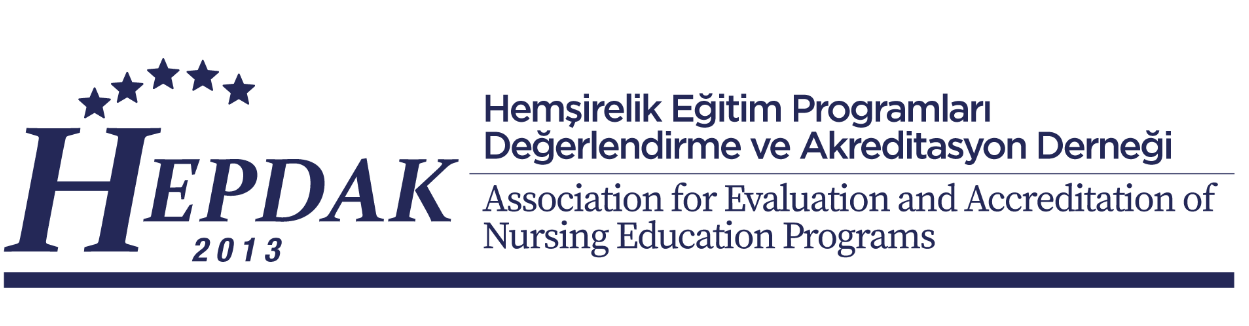 HEPDAK
2013
Hemşirelik Eğitim Programları
Değerlendirme ve Akreditasyon Derneği
Association for Evaluation and Accreditation of
Nursing Education Programs